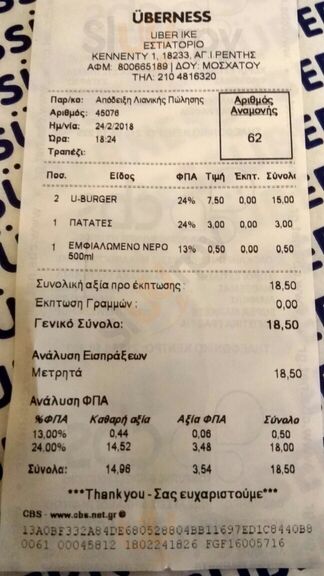 ÜBERNESS
UBER IKE
ΕΣΤΙΑΤΟΡΙΟ
ΚΕΝΝΕΝΤΥ 1, 18233, ΑΓ.Ι.ΡΕΝΤΗΣ
ΑΦΜ: 800665189 | ΔΟΥ: ΜΟΣΧΑΤΟΥ
ΤΗΛ: 210 4816320
Παρ/κο: Απόδειξη Λιανικής Πώλησης
Αριθμός: 45076
Ημ/νία: 24/2/2018
Ώρα: 18:24
Τραπέζι:
Αριθμός
Αναμονής
62
Ποσ. Είδος ΦΠΑ Τιμή Έκπτ. Σύνολο
2 U-BURGER 24% 7,50 0,00 15,00
1 ΠΑΤΑΤΕΣ 24% 3,00 0,00 3,00
1 ΕΜΦΙΑΛΩΜΕΝΟ ΝΕΡΟ 13% 0,50 0,00 0,50
500ml
Συνολική αξία προ έκπτωσης: 18,50
Έκπτωση Γραμμών: 0,00
Γενικό Σύνολο: 18,50
Ανάλυση Εισπράξεων
Μετρητά 18,50
Ανάλυση ΦΠΑ
%ΦΠΑ Καθαρή αξία Αξία ΦΠΑ Σύνολο
13,00% 0,44 0,06 0,50
24,00% 14,52 3,48 18,00
Σύνολα: 14,96 3,54 18,50
***Thank you - Σας ευχαριστούμε***
CBS - www.cbs.net.gr
13A0BF332A84DE680528804BB11697ED1C8440B8
0061 00045812 1802241826 FGF16005716